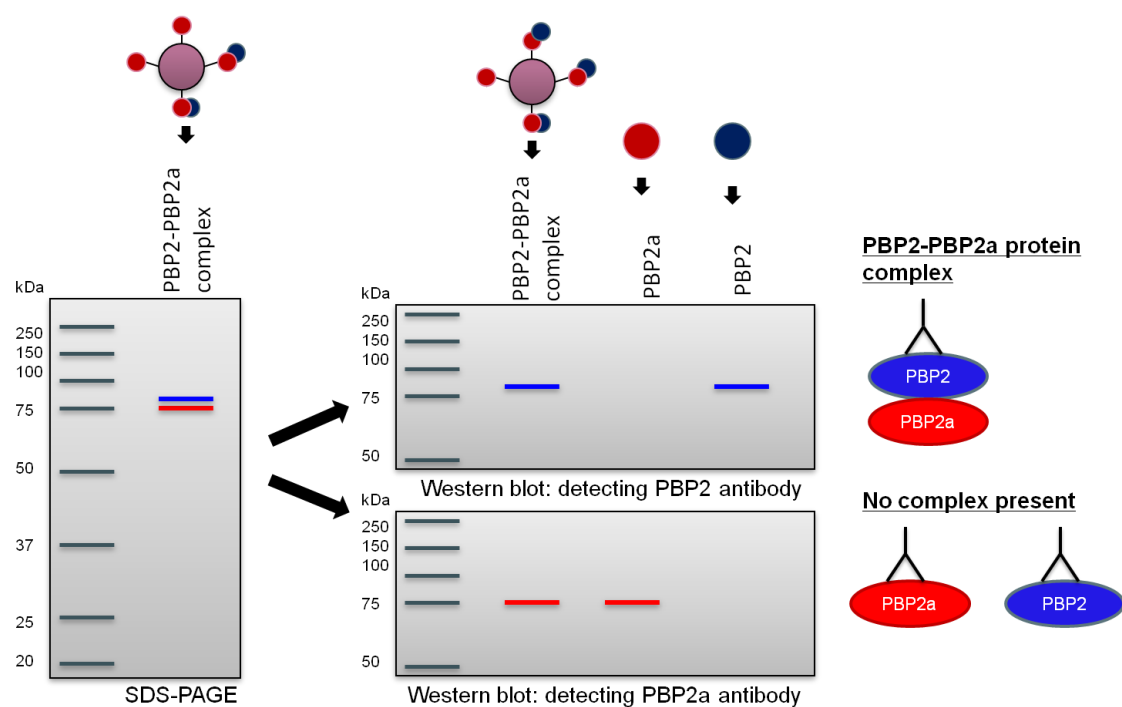 PBP2-PBP2a
complex
kDa
250
150
100
75
50
37
25
20
SDS-PAGE
PBP2-PBP2a
complex
PBP2a
PBP2
kDa
250
150
100
75
50
Western blot: detecting PBP2 antibody
kDa
250
150
100
75
50
Western blot: detecting PBP2a antibody
PBP2-PBP2a protein
complex
PBP2
PBP2a
No complex present
PBP2a
PBP2